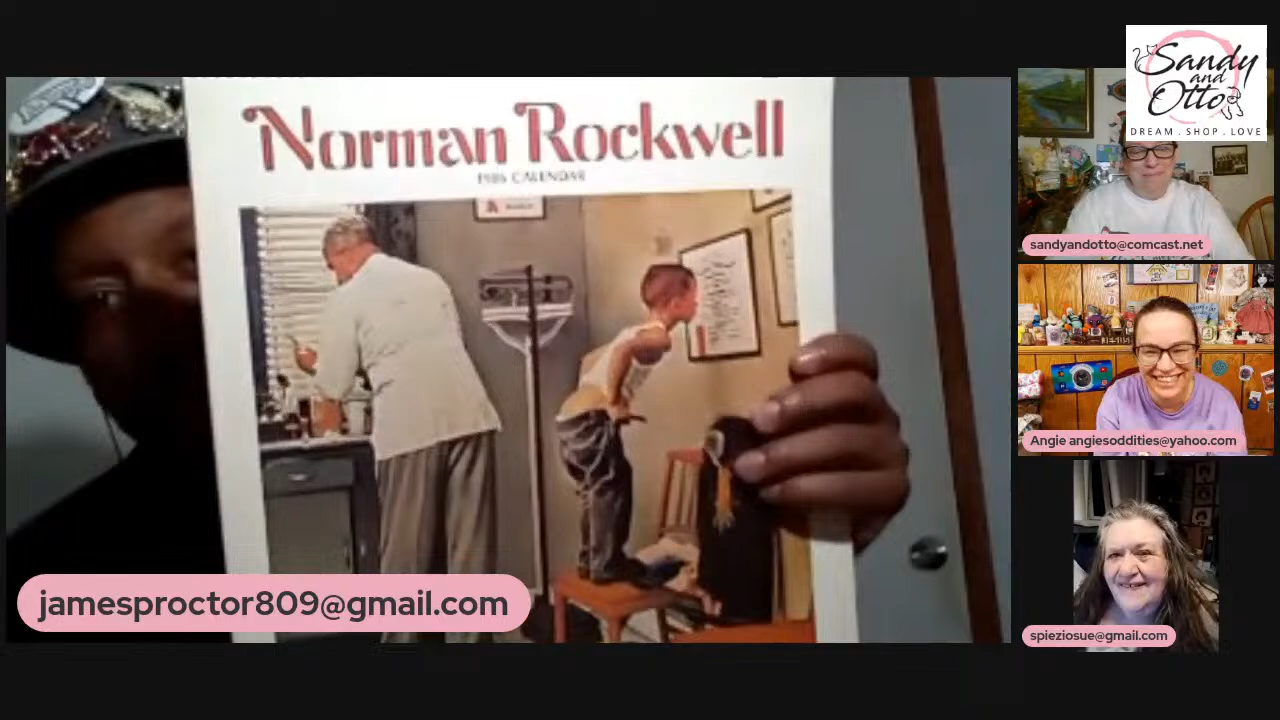 Norman Rockwell
1986 CALENDAR
jamesproctor809@gmail.com
Sandy
and
Otto
DREAM . SHOP . LOVE
sandyandotto@comcast.net
Angie angiesoddities@yahoo.com
spieziosue@gmail.com